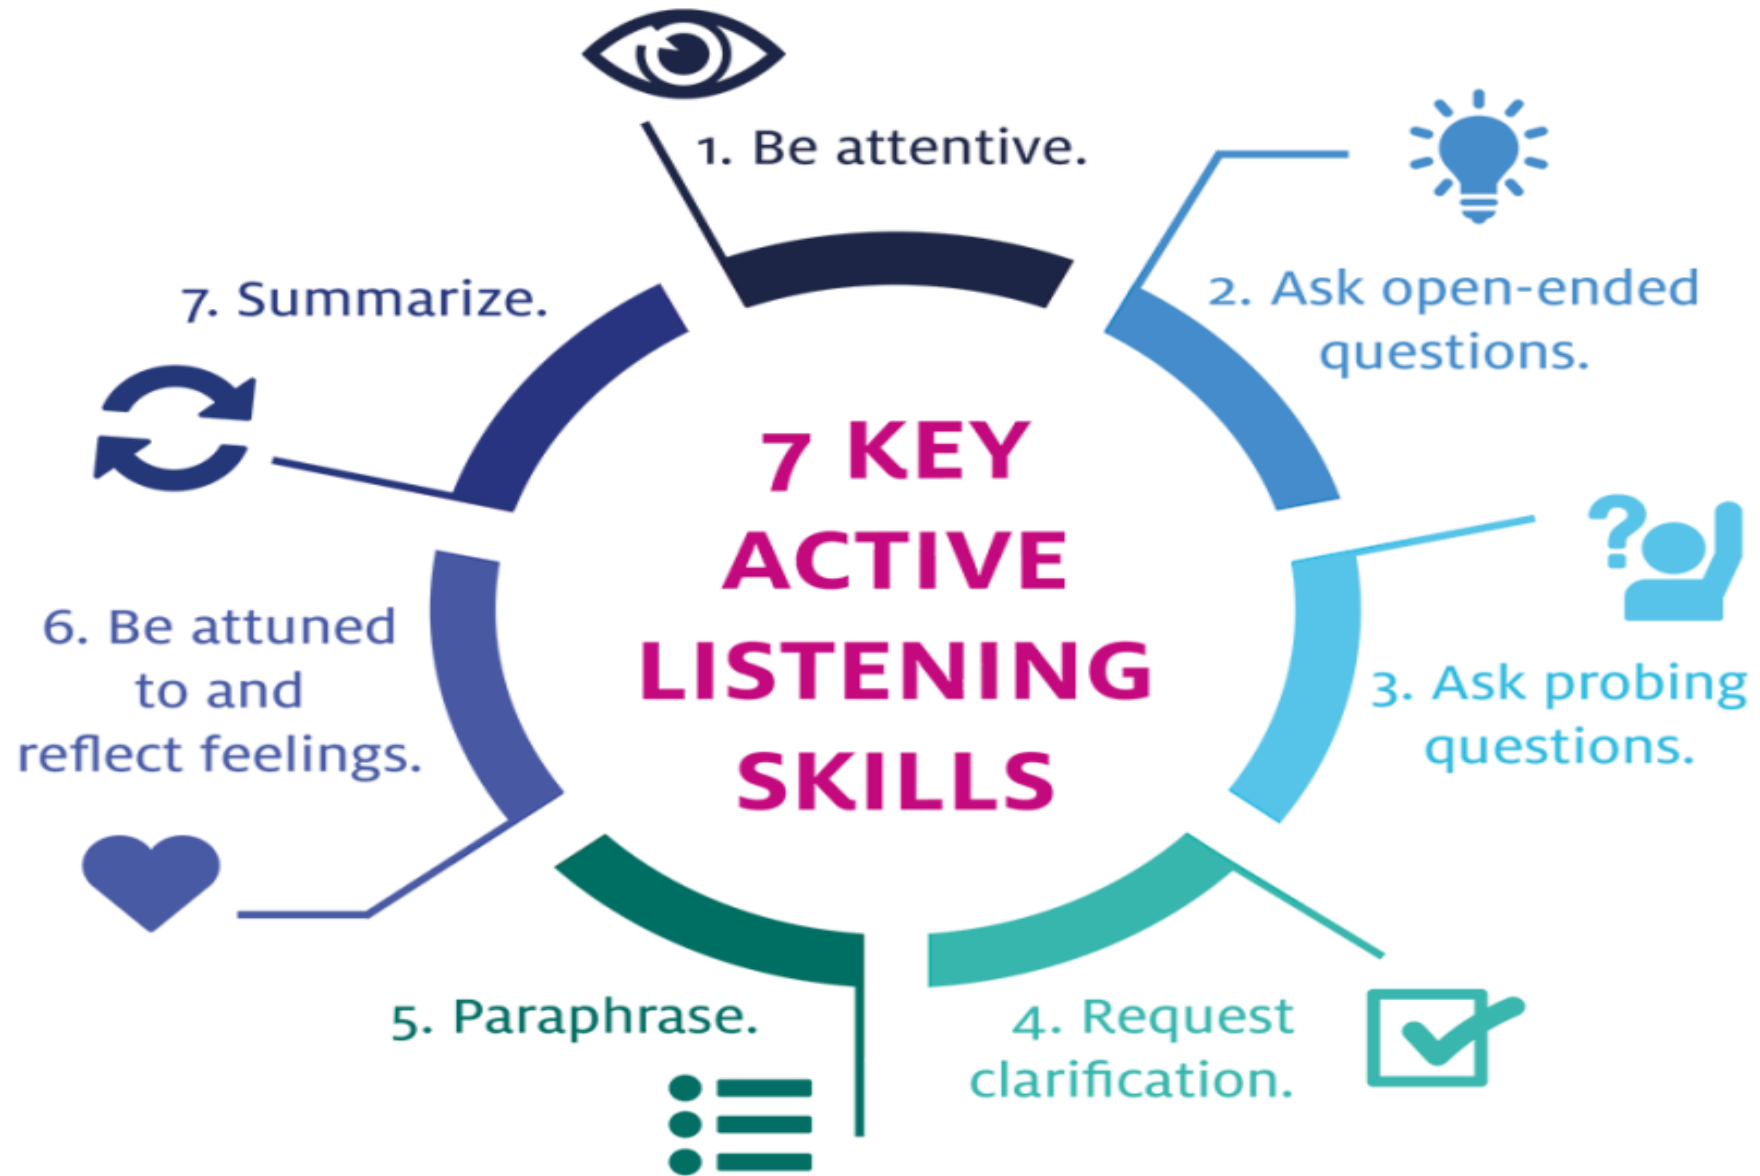 1. Be attentive.
2. Ask open-ended
questions.
3. Ask probing
questions.
4. Request
clarification.
5. Paraphrase.
6. Be attuned
to and
reflect feelings.
7. Summarize.
7 KEY
ACTIVE
LISTENING
SKILLS